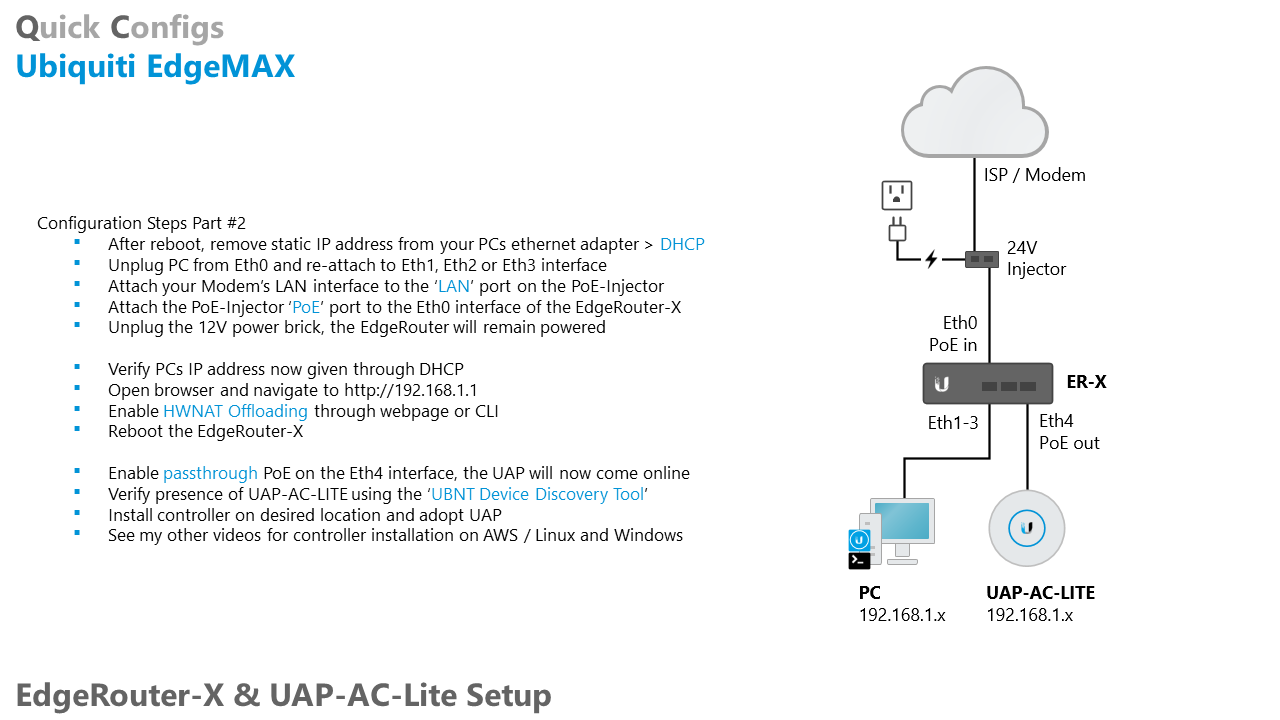 Quick Configs
Ubiquiti EdgeMAX
ISP / Modem
24V
Injector
Configuration Steps Part #2
After reboot, remove static IP address from your PCs ethernet adapter > DHCP
Unplug PC from Eth0 and re-attach to Eth1, Eth2 or Eth3 interface
Attach your Modem’s LAN interface to the ‘LAN’ port on the PoE-Injector
Attach the PoE-Injector ‘PoE’ port to the Eth0 interface of the EdgeRouter-X
Unplug the 12V power brick, the EdgeRouter will remain powered
Verify PCs IP address now given through DHCP
Open browser and navigate to http://192.168.1.1
Enable HWNAT Offloading through webpage or CLI
Reboot the EdgeRouter-X
Enable passthrough PoE on the Eth4 interface, the UAP will now come online
Verify presence of UAP-AC-LITE using the ‘UBNT Device Discovery Tool’
Install controller on desired location and adopt UAP
See my other videos for controller installation on AWS / Linux and Windows
Eth0
PoE in
ER-X
Eth1-3
Eth4
PoE out
PC
192.168.1.x
UAP-AC-LITE
192.168.1.x
EdgeRouter-X & UAP-AC-Lite Setup